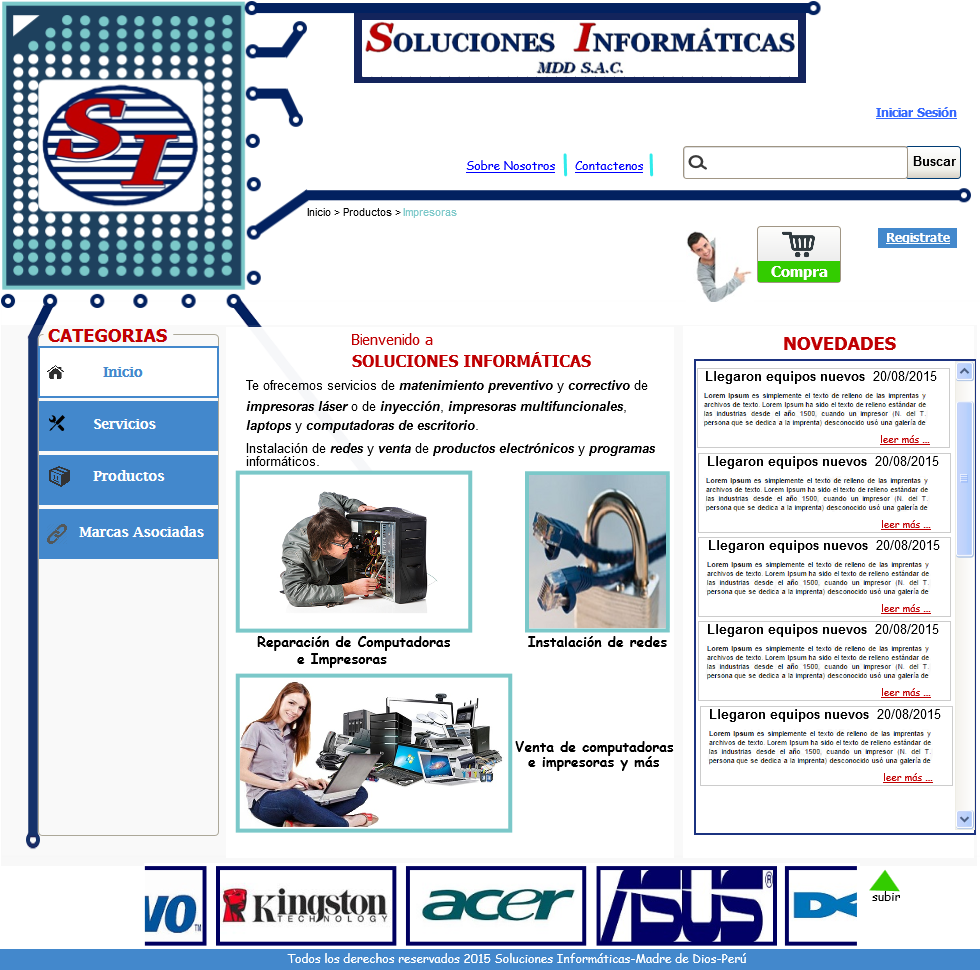 SI
SOLUCIONES INFORMÁTICAS
MDD S.A.C.
Iniciar Sesión
Sobre Nosotros
Contactenos
Buscar
Inicio > Productos > Impresoras
Compra
Registrate
CATEGORIAS
Inicio
Servicios
Productos
Marcas Asociadas
Bienvenido a
SOLUCIONES INFORMÁTICAS
Te ofrecemos servicios de matenimiento preventivo y correctivo de
impresoras láser o de inyección, impresoras multifuncionales,
laptops y computadoras de escritorio.
Instalación de redes y venta de productos electrónicos y programas
informáticos.
Reparación de Computadoras
e Impresoras
Instalación de redes
Venta de computadoras
e impresoras y más
NOVEDADES
Llegaron equipos nuevos 20/08/2015
Lorem Ipsum es simplemente el texto de relleno de las imprentas y
archivos de texto. Lorem Ipsum ha sido el texto de relleno estándar de
las industrias desde el año 1500, cuando un impresor (N. del T.
persona que se dedica a la imprenta) desconocido usó una galería de
leer más ...
Llegaron equipos nuevos 20/08/2015
Lorem Ipsum es simplemente el texto de relleno de las imprentas y
archivos de texto. Lorem Ipsum ha sido el texto de relleno estándar de
las industrias desde el año 1500, cuando un impresor (N. del T.
persona que se dedica a la imprenta) desconocido usó una galería de
leer más ...
Llegaron equipos nuevos 20/08/2015
Lorem Ipsum es simplemente el texto de relleno de las imprentas y
archivos de texto. Lorem Ipsum ha sido el texto de relleno estándar de
las industrias desde el año 1500, cuando un impresor (N. del T.
persona que se dedica a la imprenta) desconocido usó una galería de
leer más ...
Llegaron equipos nuevos 20/08/2015
Lorem Ipsum es simplemente el texto de relleno de las imprentas y
archivos de texto. Lorem Ipsum ha sido el texto de relleno estándar de
las industrias desde el año 1500, cuando un impresor (N. del T.
persona que se dedica a la imprenta) desconocido usó una galería de
leer más ...
Llegaron equipos nuevos 20/08/2015
Lorem Ipsum es simplemente el texto de relleno de las imprentas y
archivos de texto. Lorem Ipsum ha sido el texto de relleno estándar de
las industrias desde el año 1500, cuando un impresor (N. del T.
persona que se dedica a la imprenta) desconocido usó una galería de
leer más ...
VO™
Kingston
TECHNOLOGY
acer
ASUS®
subir
Todos los derechos reservados 2015 Soluciones Informáticas-Madre de Dios-Perú